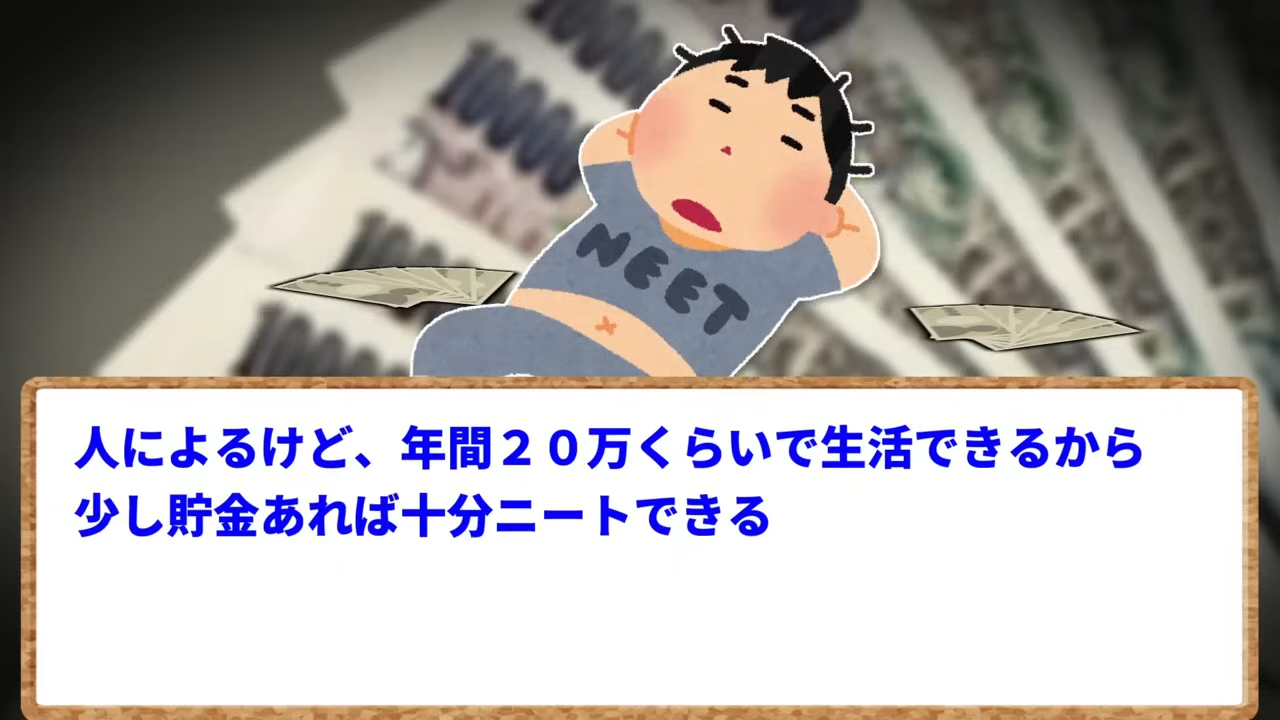 NEET
人によるけど、年間２０万くらいで生活できるから
少し貯金あれば十分ニートできる